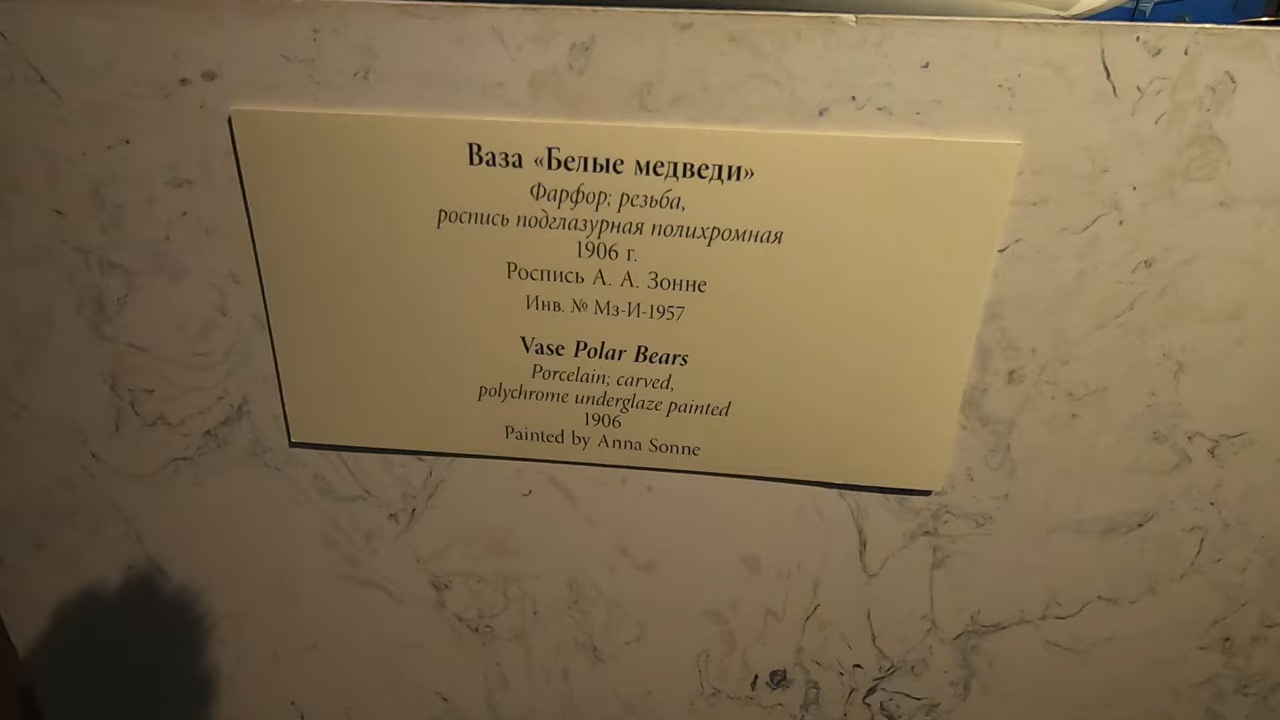 Ваза «Белые медведи»
Фарфор; резьба,
роспись подглазурная полихромная
1906 г.
Роспись А. А. Зонне
Инв. № Мз-И-1957
Vase Polar Bears
Porcelain; carved,
polychrome underglaze painted
1906
Painted by Anna Sonne